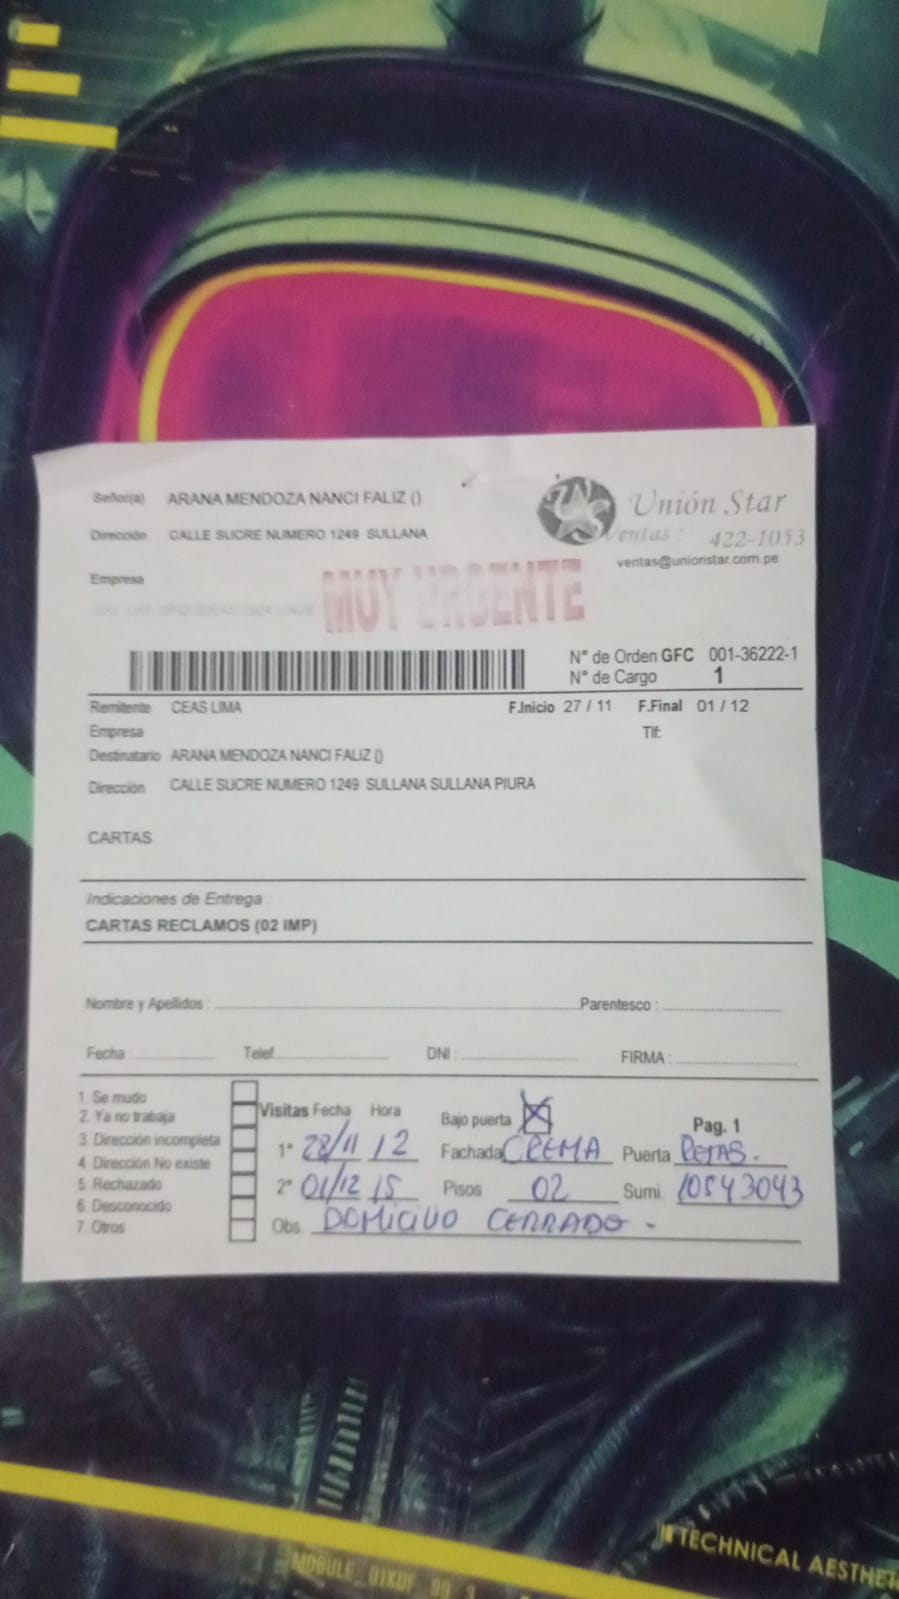 Señor(a) ARANA MENDOZA NANCI FALIZ ()
Dirección CALLE SUCRE NUMERO 1249 SULLANA
Empresa
Unión Star
Ventas: 422-1053
ventas@unionstar.com.pe
MUY URGENTE
N° de Orden GFC 001-36222-1
N° de Cargo 1
Remitente CEAS LIMA F.Inicio 27 / 11 F.Final 01 / 12
Empresa Tlf:
Destinatario ARANA MENDOZA NANCI FALIZ ()
Dirección CALLE SUCRE NUMERO 1249 SULLANA SULLANA PIURA
CARTAS
Indicaciones de Entrega :
CARTAS RECLAMOS (02 IMP)
Nombre y Apellidos : Parentesco :
Fecha : Telef. DNI : FIRMA :
1. Se mudo
2. Ya no trabaja
3. Dirección incompleta
4. Dirección No existe
5. Rechazado
6. Desconocido
7. Otros
Visitas Fecha Hora Bajo puerta X Pag. 1
1° 28/11 12 Fachada CREMA Puerta REJAS.
2° 01/12 15 Pisos 02 Sumi. 10543043
Obs. DOMICILIO CERRADO.
TECHNICAL AESTHE
MODULE_01XDF_99_3